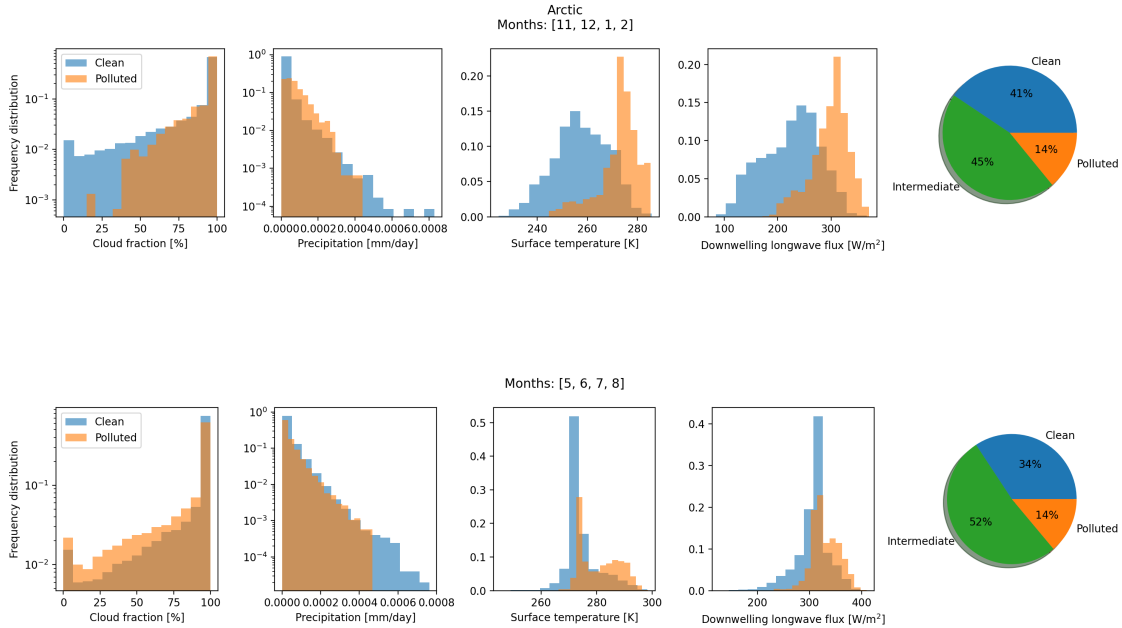 Arctic
Months: [11, 12, 1, 2]
Frequency distribution
10⁻¹
10⁻²
10⁻³
0 25 50 75 100
Cloud fraction [%]
Clean
Polluted
10⁰
10⁻¹
10⁻²
10⁻³
10⁻⁴
0.0000 0.0002 0.0004 0.0006 0.0008
Precipitation [mm/day]
0.20
0.15
0.10
0.05
0.00
240 260 280
Surface temperature [K]
0.20
0.15
0.10
0.05
0.00
100 200 300
Downwelling longwave flux [W/m²]
Clean
41%
45%
14%
Polluted
Intermediate
Months: [5, 6, 7, 8]
Frequency distribution
10⁻¹
10⁻²
0 25 50 75 100
Cloud fraction [%]
Clean
Polluted
10⁰
10⁻¹
10⁻²
10⁻³
10⁻⁴
0.0000 0.0002 0.0004 0.0006 0.0008
Precipitation [mm/day]
0.5
0.4
0.3
0.2
0.1
0.0
260 280 300
Surface temperature [K]
0.4
0.3
0.2
0.1
0.0
200 300 400
Downwelling longwave flux [W/m²]
Clean
34%
52%
14%
Polluted
Intermediate